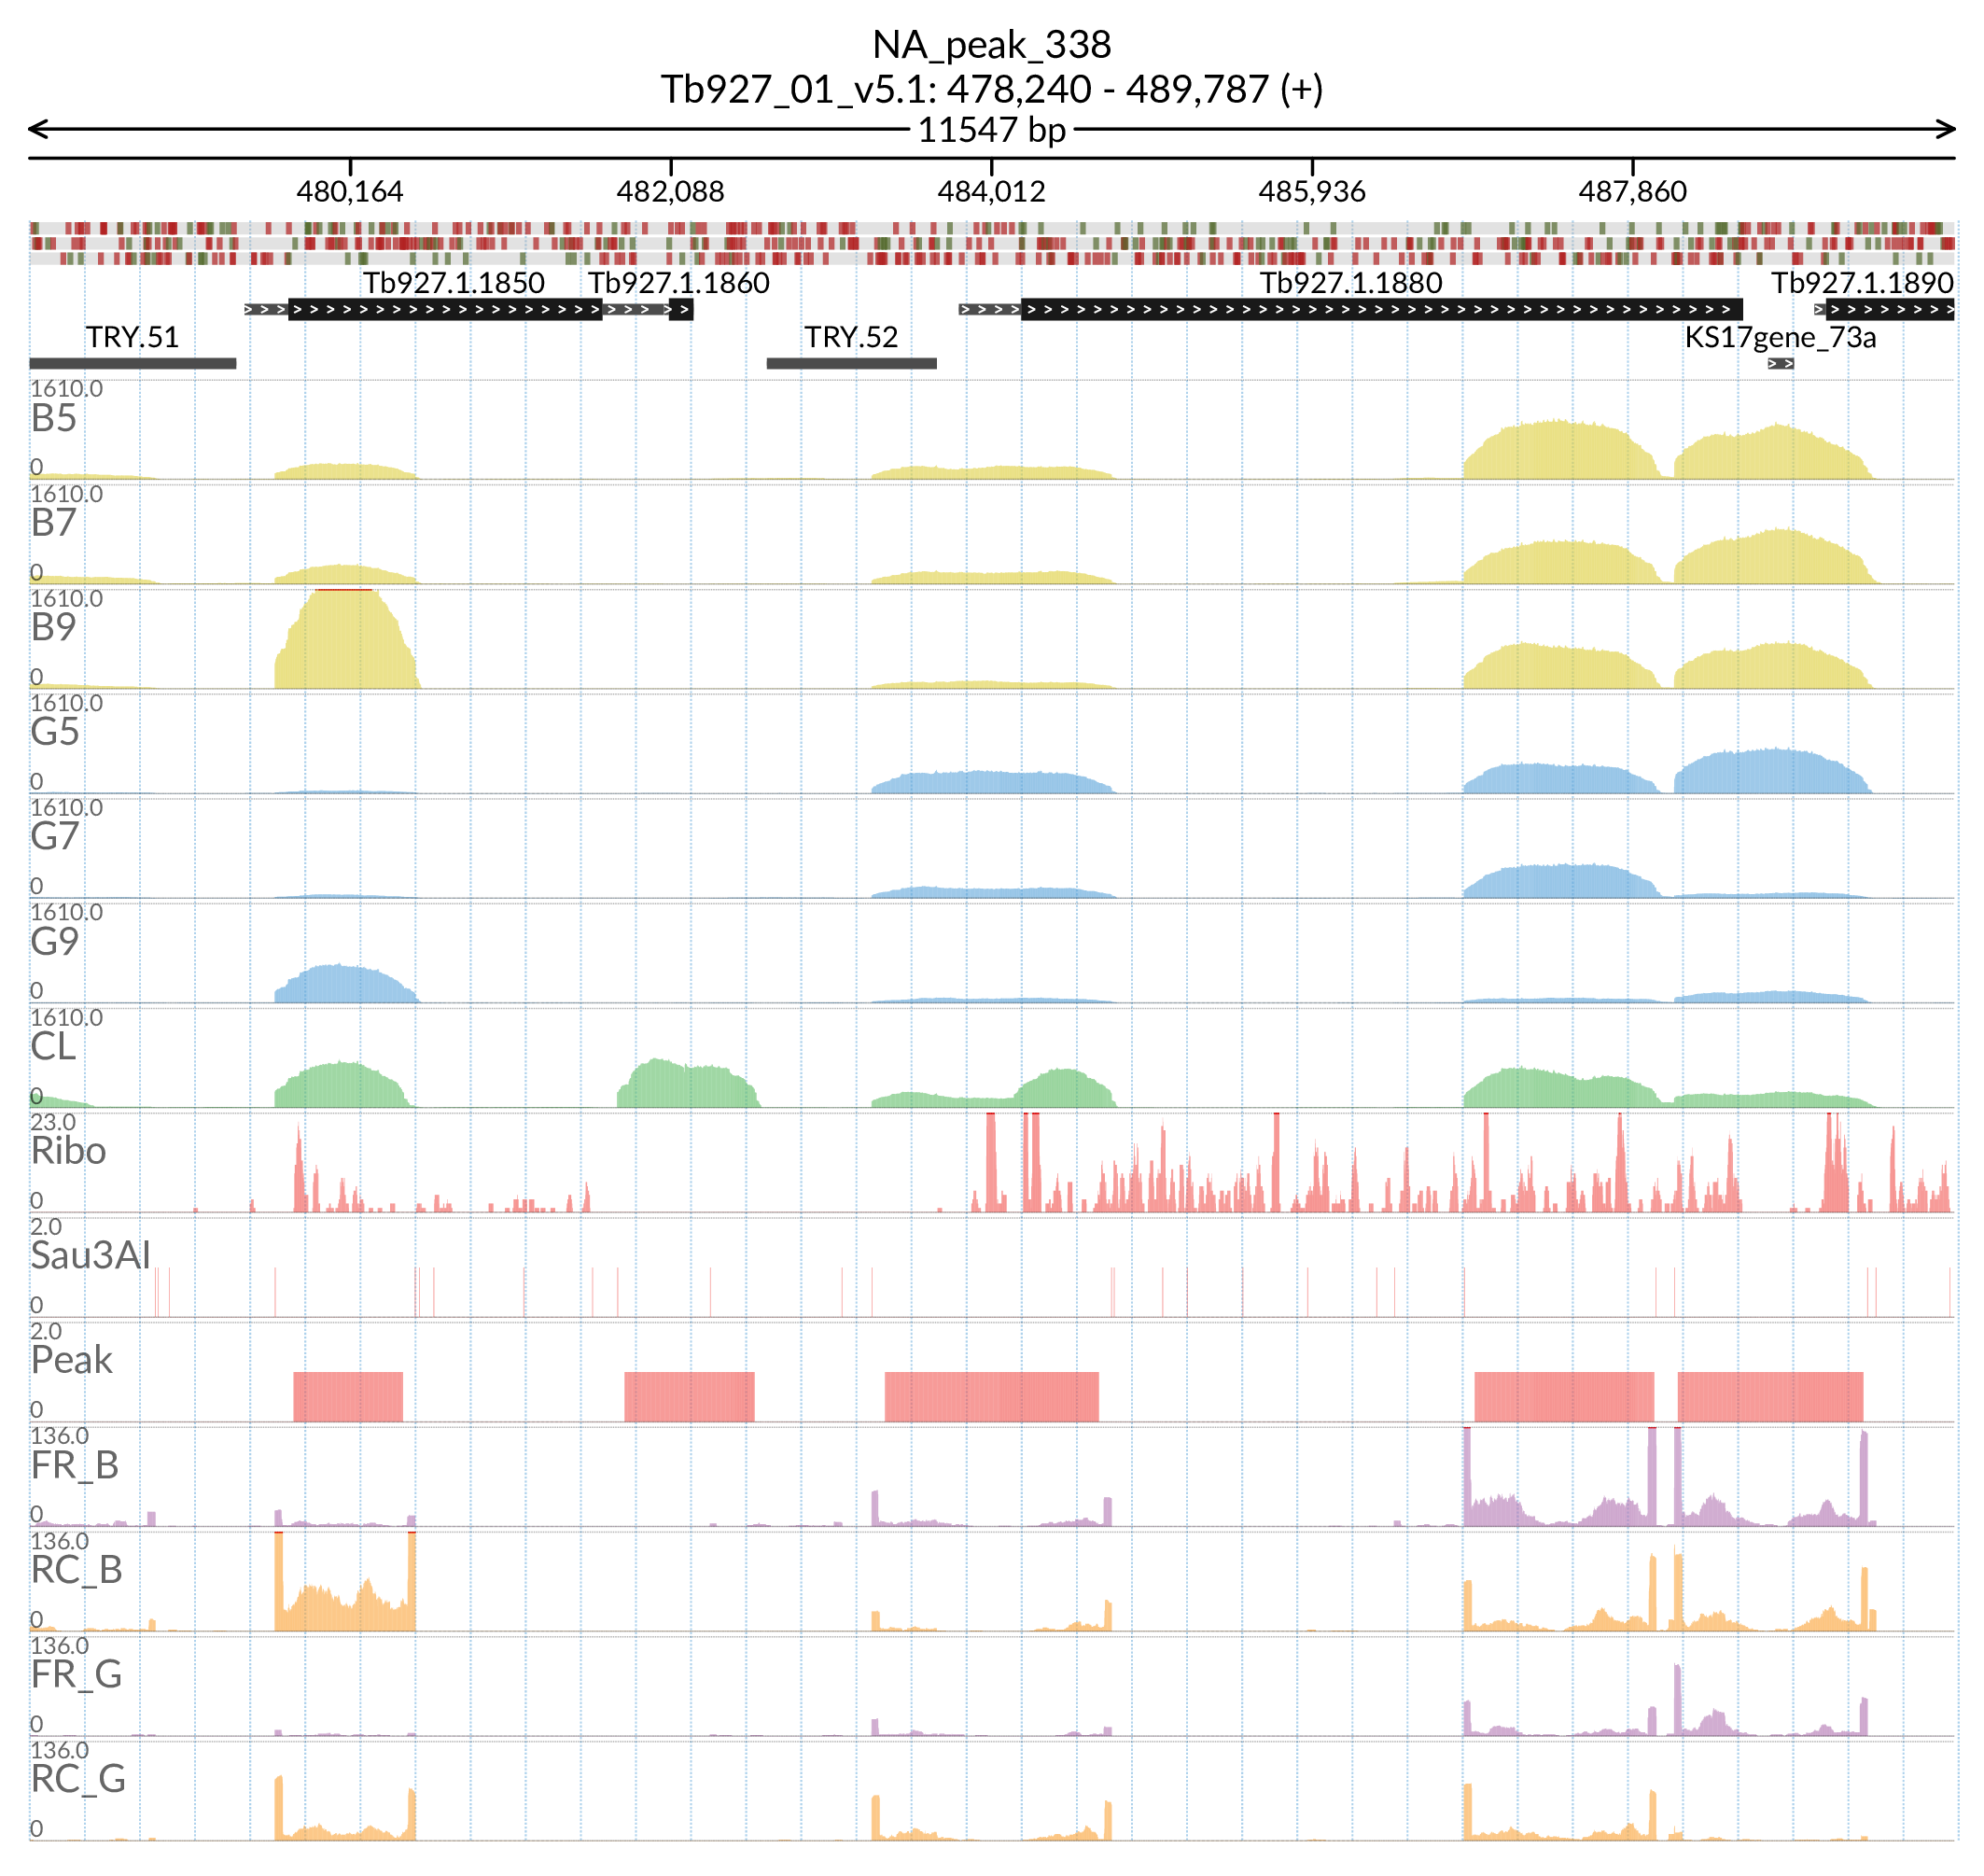 NA_peak_338
Tb927_01_v5.1: 478,240 - 489,787 (+)
11547 bp
480,164 482,088 484,012 485,936 487,860
Tb927.1.1850 Tb927.1.1860 Tb927.1.1880 Tb927.1.1890
TRY.51 TRY.52 KS17gene_73a
1610.0
B5
0
1610.0
B7
0
1610.0
B9
0
1610.0
G5
0
1610.0
G7
0
1610.0
G9
0
1610.0
CL
0
23.0
Ribo
0
2.0
Sau3AI
0
2.0
Peak
0
136.0
FR_B
0
136.0
RC_B
0
136.0
FR_G
0
136.0
RC_G
0